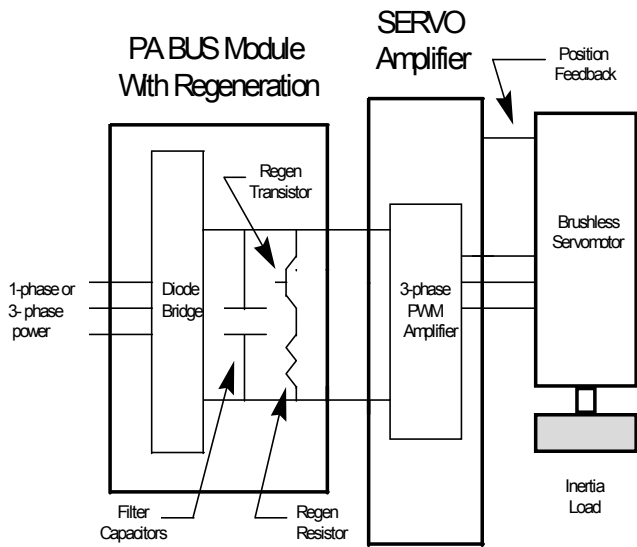 PA BUS Module
With Regeneration
SERVO
Amplifier
Position
Feedback
Regen
Transistor
Brushless
Servomotor
1-phase or
3- phase
power
Diode
Bridge
3-phase
PWM
Amplifier
Filter
Capacitors
Regen
Resistor
Inertia
Load